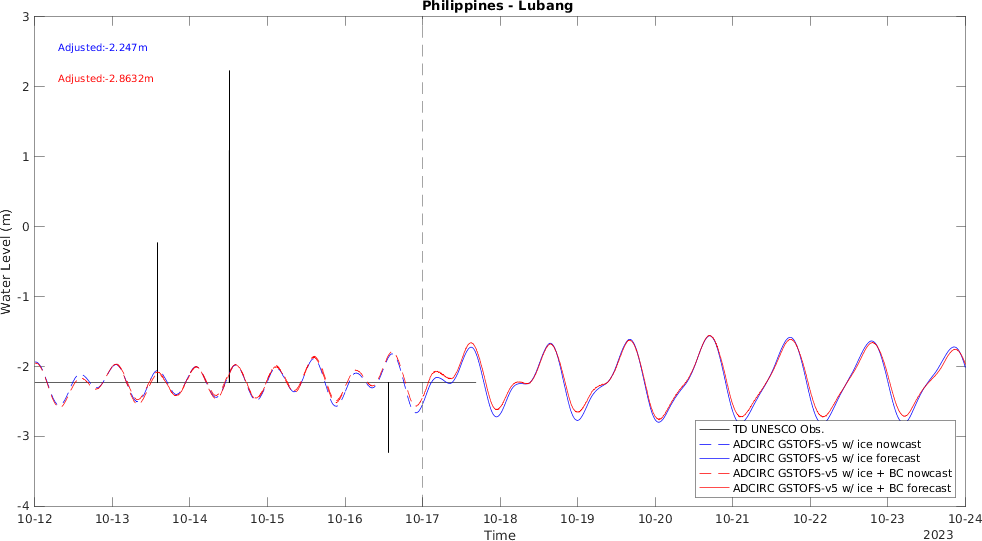 Philippines - Lubang
Adjusted:-2.247m
Adjusted:-2.8632m
Water Level (m)
3
2
1
0
-1
-2
-3
-4
TD UNESCO Obs.
ADCIRC GSTOFS-v5 w/ ice nowcast
ADCIRC GSTOFS-v5 w/ ice forecast
ADCIRC GSTOFS-v5 w/ ice + BC nowcast
ADCIRC GSTOFS-v5 w/ ice + BC forecast
10-12 10-13 10-14 10-15 10-16 10-17 10-18 10-19 10-20 10-21 10-22 10-23 10-24
Time
2023